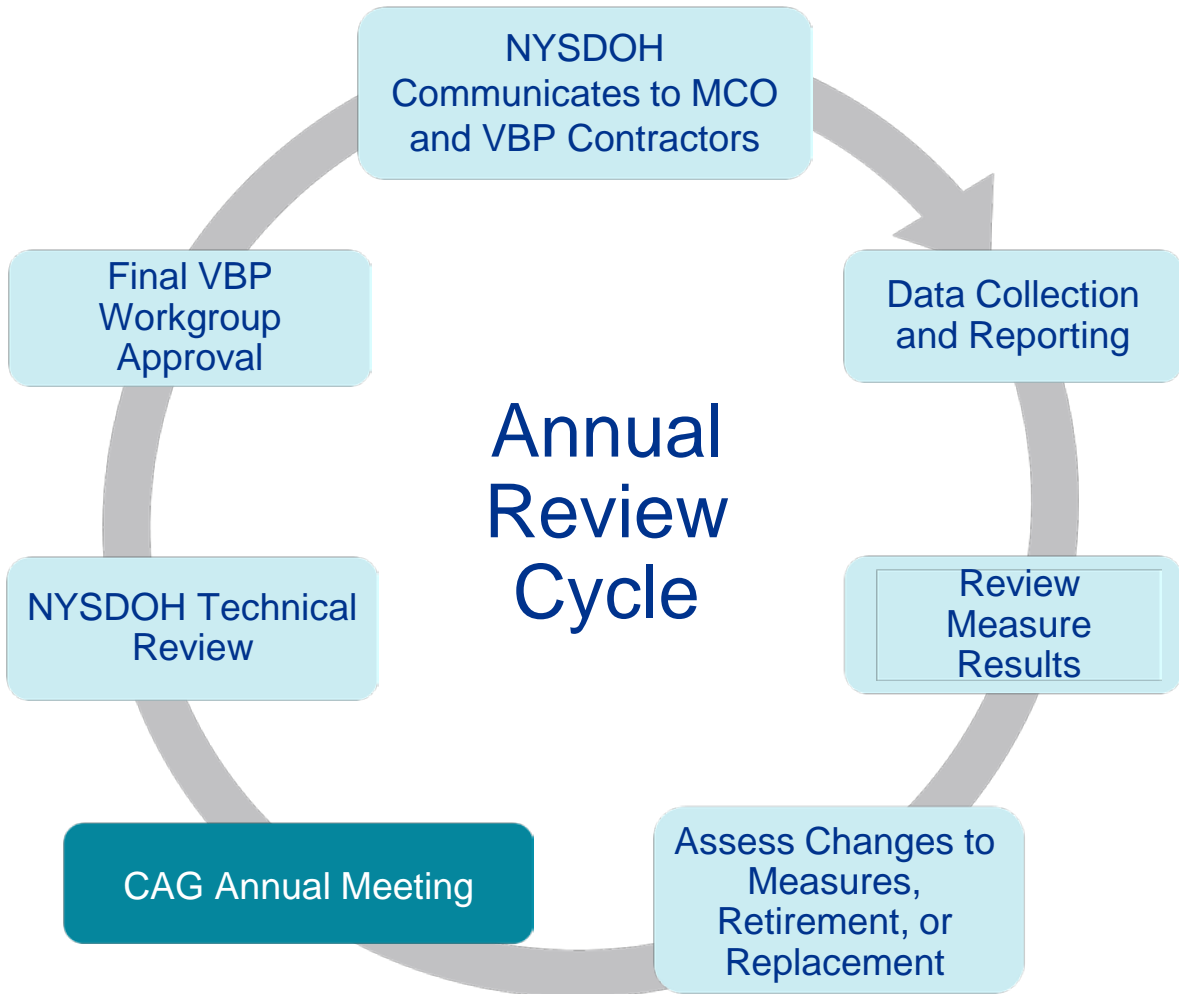 NYSDOH
Communicates to MCO
and VBP Contractors
Data Collection
and Reporting
Review
Measure
Results
Assess Changes to
Measures,
Retirement, or
Replacement
CAG Annual Meeting
NYSDOH Technical
Review
Final VBP
Workgroup
Approval
Annual
Review
Cycle